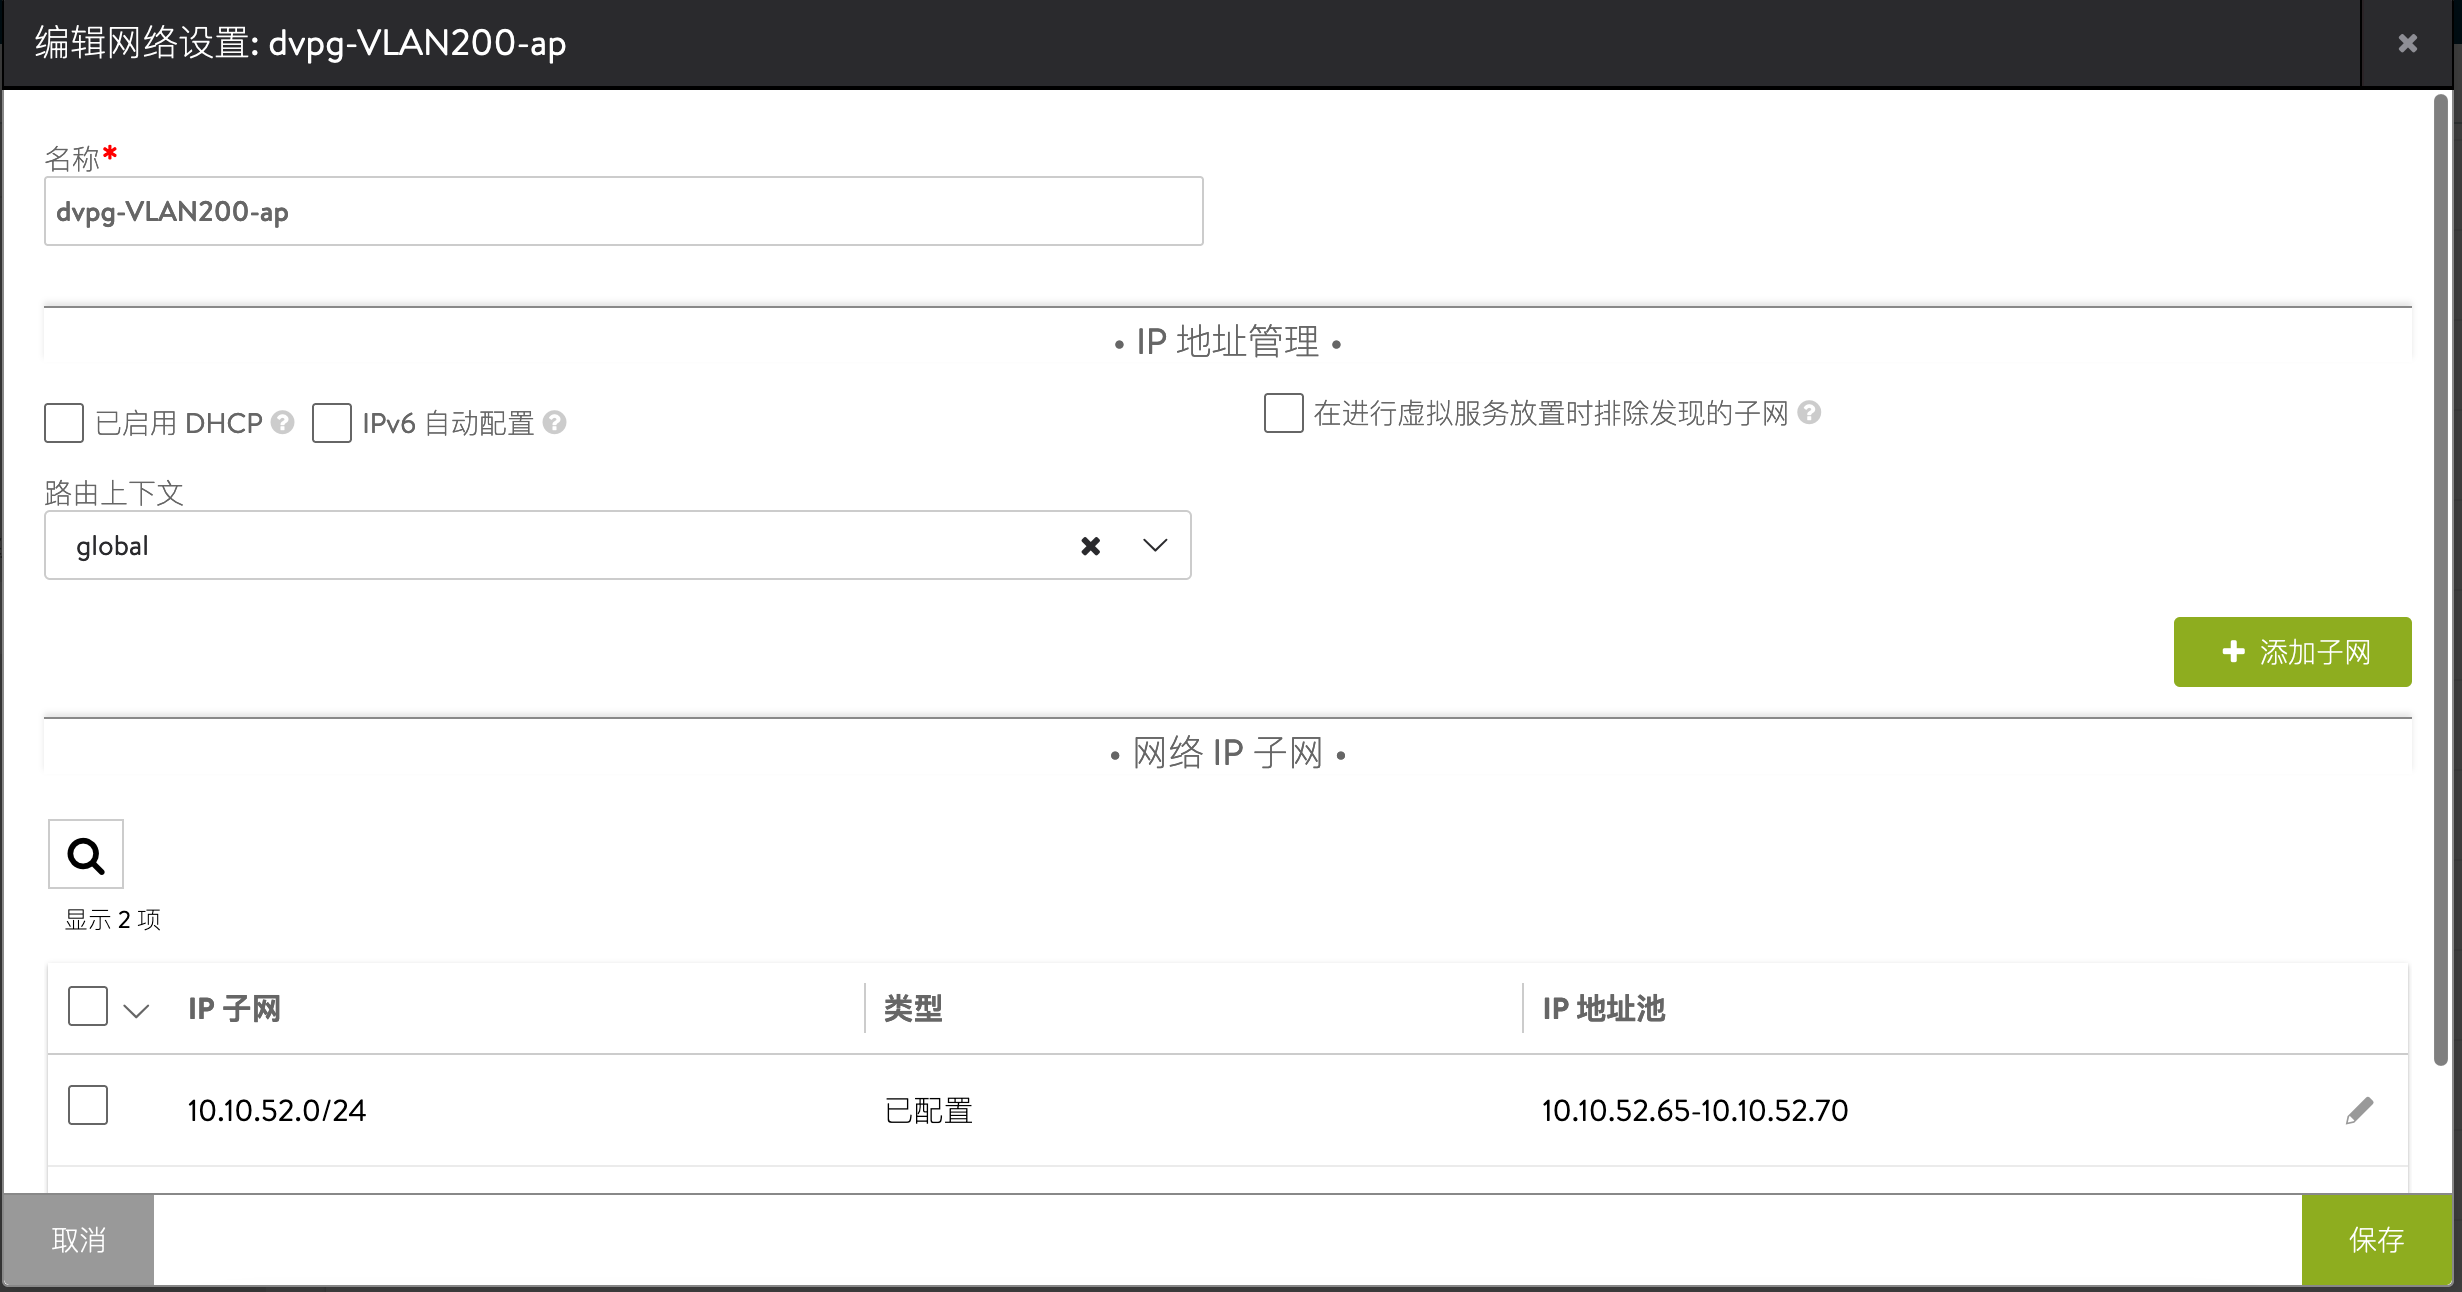 编辑网络设置: dvpg-VLAN200-ap
名称*
dvpg-VLAN200-ap
• IP 地址管理 •
已启用 DHCP ? IPv6 自动配置 ?
在进行虚拟服务放置时排除发现的子网 ?
路由上下文
global
添加子网
• 网络 IP 子网 •
显示 2 项
IP 子网 类型 IP 地址池
10.10.52.0/24 已配置 10.10.52.65-10.10.52.70
取消 保存